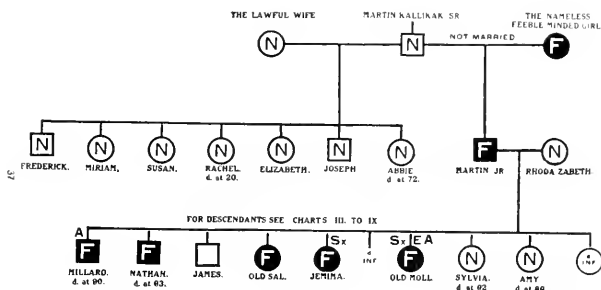 THE LAWFUL WIFE
MARTIN KALLIKAK SR
THE NAMELESS
FEEBLE MINDED GIRL
NOT MARRIED
N
N
F
N
N
N
N
N
N
N
F
N
FREDERICK.
MIRIAM,
SUSAN.
RACHEL.
d. at 20.
ELIZABETH.
JOSEPH
ABBIE
d at 72.
MARTIN JR
RHODA ZABETH.
37
FOR DESCENDANTS SEE CHARTS III. TO IX
A
Sx
Sx E A
F
F
F
F
d
INF
F
N
N
INF
MILLARD.
d. at 90.
NATHAN.
d. at 63.
JAMES.
OLD SAL.
JEMIMA.
OLD MOLL.
SYLVIA.
AMY